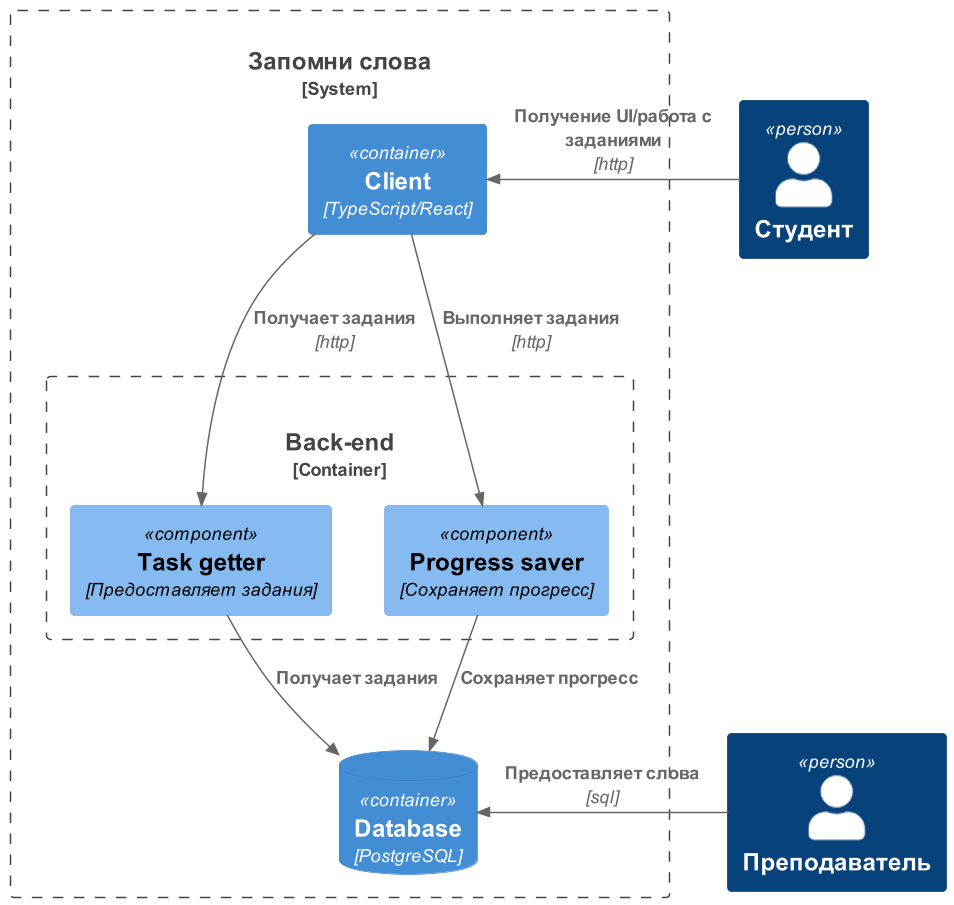 Запомни слова
[System]
«container»
Client
[TypeScript/React]
Получение UI/работа с
заданиями
[http]
«person»
Студент
Получает задания
[http]
Выполняет задания
[http]
Back-end
[Container]
«component»
Task getter
[Предоставляет задания]
«component»
Progress saver
[Сохраняет прогресс]
Получает задания
Сохраняет прогресс
«container»
Database
[PostgreSQL]
Предоставляет слова
[sql]
«person»
Преподаватель